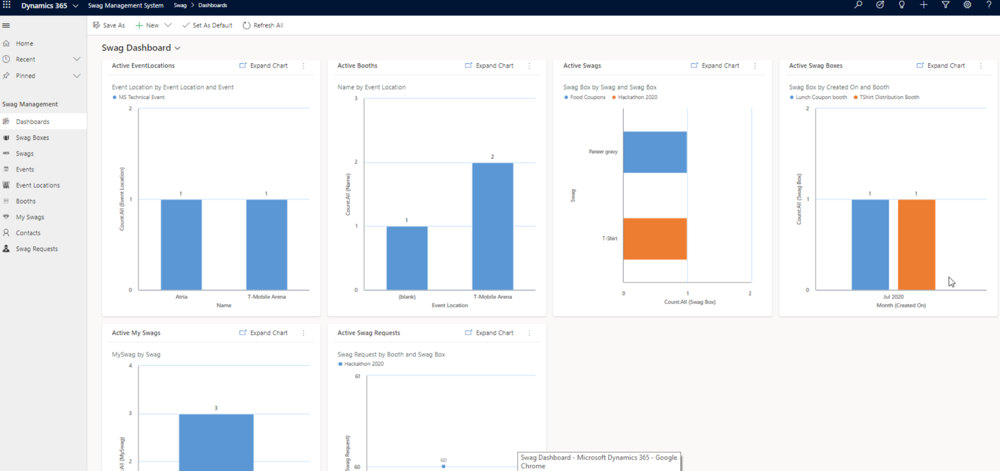 Dynamics 365 Swag Management System Swag > Dashboards ?
Save As New Set As Default Refresh All
Home
Recent
Pinned
Swag Management
Dashboards
Swag Boxes
Swags
Events
Event Locations
Booths
My Swags
Contacts
Swag Requests
Swag Dashboard
Active EventLocations Expand Chart
Event Location by Event Location and Event
MS Technical Event
2
1
0
Count:All (Event Location)
1 1
Atria T-Mobile Arena
Name
Active Booths Expand Chart
Name by Event Location
3
2
1
0
Count:All (Name)
1 2
(blank) T-Mobile Arena
Event Location
Active Swags Expand Chart
Swag Box by Swag and Swag Box
Food Coupons Hackathon 2020
Swag
Paneer gravy
T-Shirt
0 1 2
Count:All (Swag Box)
Active Swag Boxes Expand Chart
Swag Box by Created On and Booth
Lunch Coupon booth TShirt Distribution Booth
2
1
0
Count:All (Swag Box)
1 1
Jul 2020
Month (Created On)
Active My Swags Expand Chart
MySwag by Swag
4
3
2
:All (MySwag)
3
Active Swag Requests Expand Chart
Swag Request by Booth and Swag Box
Hackathon 2020
61
60
Swag Request)
60
Swag Dashboard - Microsoft Dynamics 365 - Google
Chrome